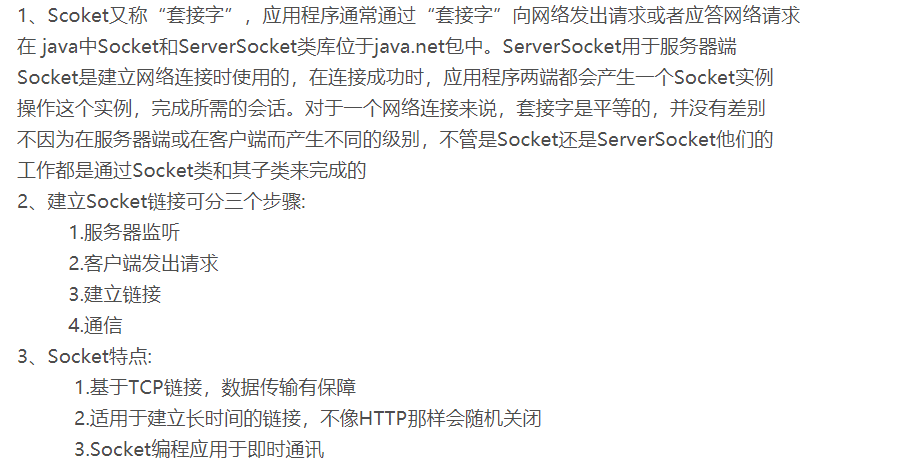 1、Scoket又称“套接字”，应用程序通常通过“套接字”向网络发出请求或者应答网络请求
在 java中Socket和ServerSocket类库位于java.net包中。ServerSocket用于服务器端
Socket是建立网络连接时使用的，在连接成功时，应用程序两端都会产生一个Socket实例
操作这个实例，完成所需的会话。对于一个网络连接来说，套接字是平等的，并没有差别
不因为在服务器端或在客户端而产生不同的级别，不管是Socket还是ServerSocket他们的
工作都是通过Socket类和其子类来完成的
2、建立Socket链接可分三个步骤:
1.服务器监听
2.客户端发出请求
3.建立链接
4.通信
3、Socket特点:
1.基于TCP链接，数据传输有保障
2.适用于建立长时间的链接，不像HTTP那样会随机关闭
3.Socket编程应用于即时通讯